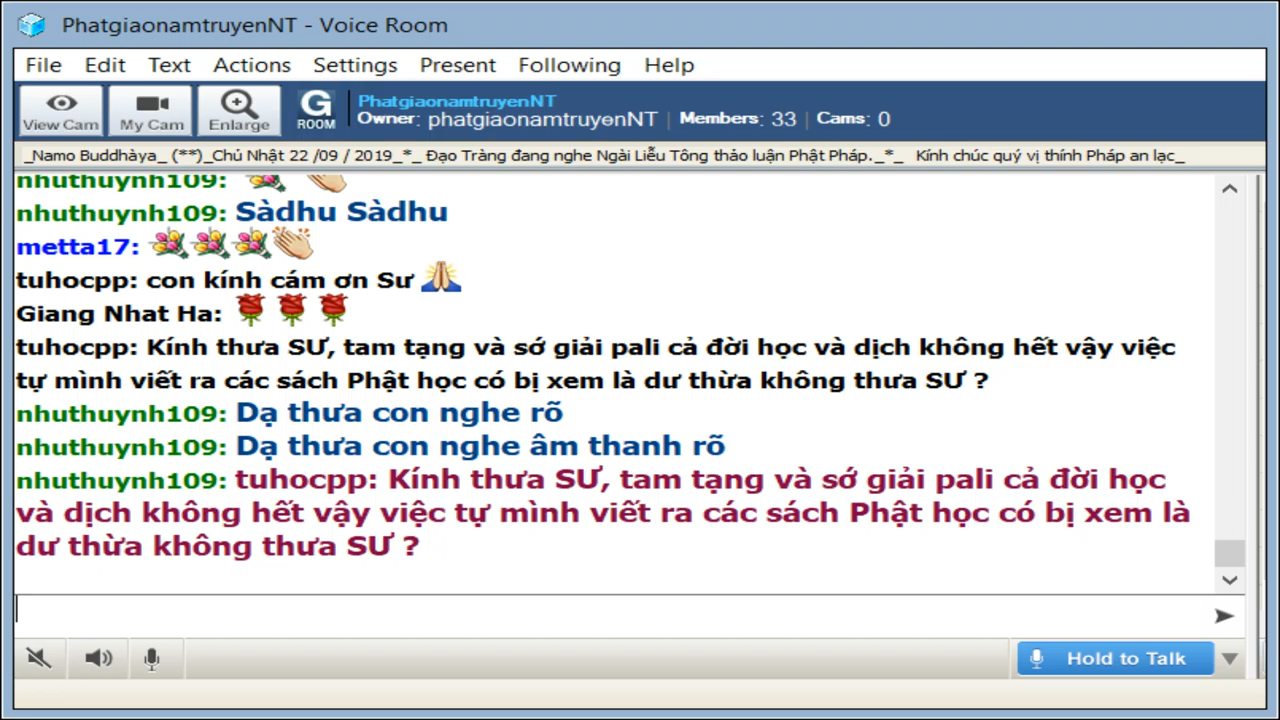 PhatgiaonamtruyenNT - Voice Room
File Edit Text Actions Settings Present Following Help
View Cam My Cam Enlarge G ROOM PhatgiaonamtruyenNT
Owner: phatgiaonamtruyenNT | Members: 33 | Cams: 0
_Namo Buddhàya_ (**)_Chủ Nhật 22 /09 / 2019_*_ Đạo Tràng đang nghe Ngài Liễu Tông thảo luận Phật Pháp._*_ Kính chúc quý vị thính Pháp an lạc_
nhuthuynh109:
nhuthuynh109: Sàdhu Sàdhu
metta17:
tuhocpp: con kính cám ơn Sư
Giang Nhat Ha:
tuhocpp: Kính thưa SƯ, tam tạng và sớ giải pali cả đời học và dịch không hết vậy việc
tự mình viết ra các sách Phật học có bị xem là dư thừa không thưa SƯ ?
nhuthuynh109: Dạ thưa con nghe rõ
nhuthuynh109: Dạ thưa con nghe âm thanh rõ
nhuthuynh109: tuhocpp: Kính thưa SƯ, tam tạng và sớ giải pali cả đời học
và dịch không hết vậy việc tự mình viết ra các sách Phật học có bị xem là
dư thừa không thưa SƯ ?
Hold to Talk